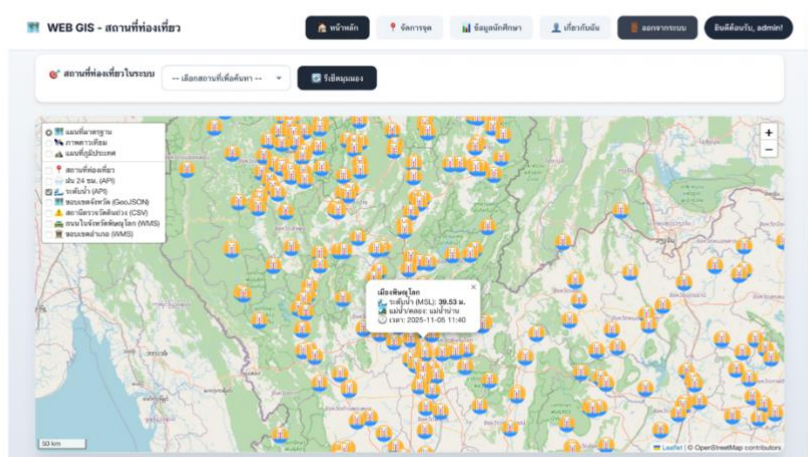 WEB GIS - สถานที่ท่องเที่ยว
หน้าหลัก
จัดการจุด
ข้อมูลนักศึกษา
เกี่ยวกับฉัน
ออกจากระบบ
ยินดีต้อนรับ, admin!
สถานที่ท่องเที่ยวในระบบ
-- เลือกสถานที่เพื่อค้นหา --
รีเซ็ตมุมมอง
แผนที่มาตรฐาน
ภาพดาวเทียม
แผนที่ภูมิประเทศ
สถานที่ท่องเที่ยว
ฝน 24 ชม. (API)
ระดับน้ำ (API)
ขอบเขตจังหวัด (GeoJSON)
สถานีตรวจวัดดินถ่วง (CSV)
ถนนในจังหวัดพิษณุโลก (WMS)
ขอบเขตอำเภอ (WMS)
+
−
เมืองพิษณุโลก
×
ระดับน้ำ (MSL): 39.53 ม.
แม่น้ำ/คลอง: แม่น้ำน่าน
เวลา: 2025-11-05 11:40
50 km
Leaflet | © OpenStreetMap contributors